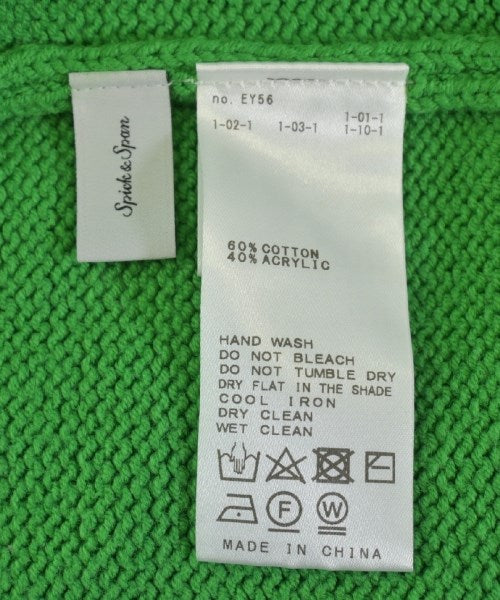 Spick & Span
no. EY56
1-01-1
1-02-1 1-03-1 1-10-1
60% COTTON
40% ACRYLIC
HAND WASH
DO NOT BLEACH
DO NOT TUMBLE DRY
DRY FLAT IN THE SHADE
COOL IRON
DRY CLEAN
WET CLEAN
F W
MADE IN CHINA